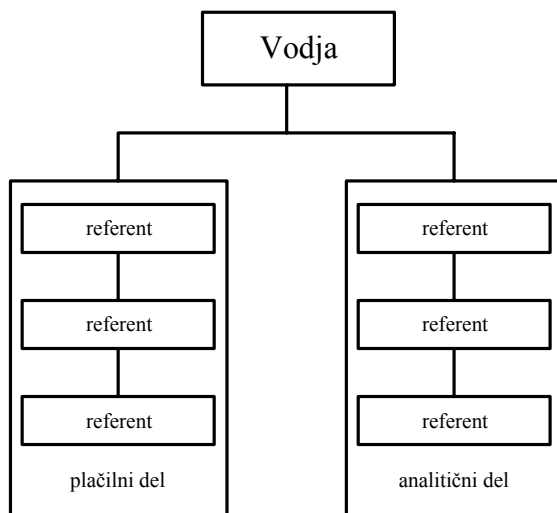 Vodja
referent
referent
referent
plačilni del
referent
referent
referent
analitični del